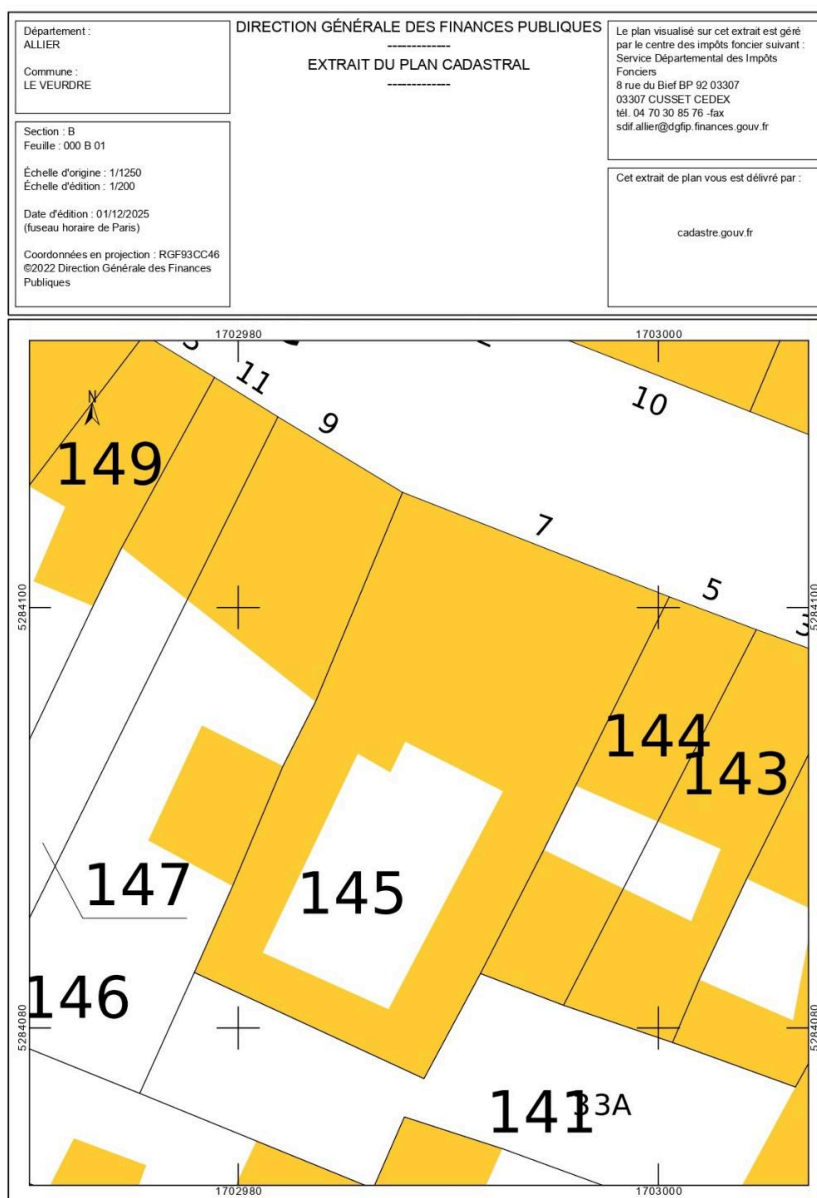 Département :
ALLIER
Commune :
LE VEURDRE
Section : B
Feuille : 000 B 01
Échelle d'origine : 1/1250
Échelle d'édition : 1/200
Date d'édition : 01/12/2025
(fuseau horaire de Paris)
Coordonnées en projection : RGF93CC46
©2022 Direction Générale des Finances
Publiques
DIRECTION GÉNÉRALE DES FINANCES PUBLIQUES
-------------
EXTRAIT DU PLAN CADASTRAL
-------------
Le plan visualisé sur cet extrait est géré
par le centre des impôts foncier suivant :
Service Départemental des Impôts
Fonciers
8 rue du Bief BP 92 03307
03307 CUSSET CEDEX
tél. 04 70 30 85 76 -fax
sdif.allier@dgfip.finances.gouv.fr
Cet extrait de plan vous est délivré par :
cadastre.gouv.fr
1702980
1703000
11
9
10
N
149
7
5
3
5284100
5284100
144
143
147
145
146
5284080
5284080
141
33A
1702980
1703000